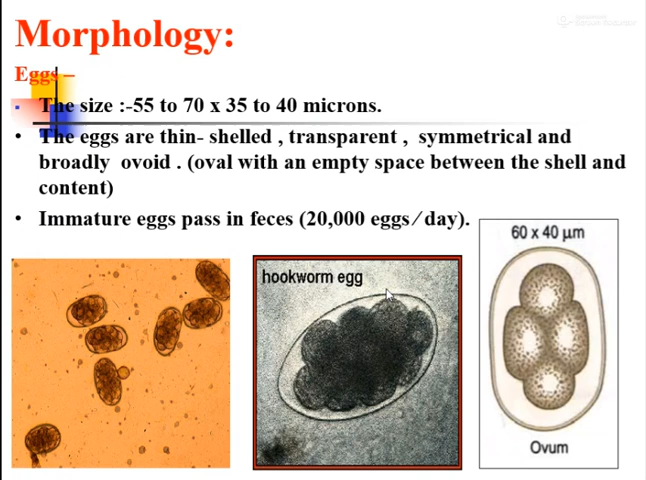 Morphology:
Eggs –
The size :-55 to 70 x 35 to 40 microns.
The eggs are thin- shelled , transparent , symmetrical and
broadly ovoid . (oval with an empty space between the shell and
content)
Immature eggs pass in feces (20,000 eggs/day).
60 x 40 μm
hookworm egg
Ovum